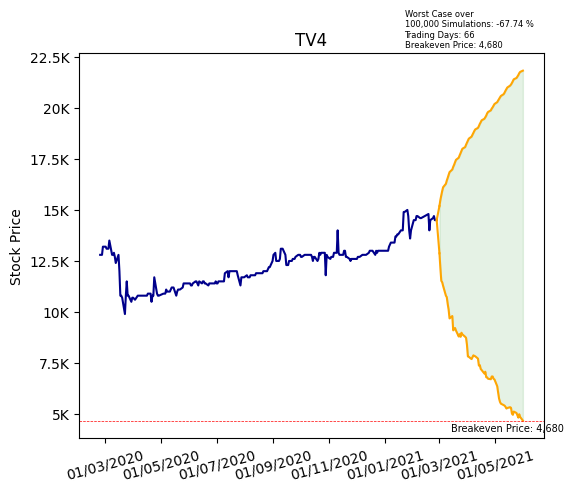 Worst Case over
100,000 Simulations: -67.74 %
Trading Days: 66
Breakeven Price: 4,680
TV4
22.5K
20K
17.5K
15K
12.5K
10K
7.5K
5K
Stock Price
Breakeven Price: 4,680
01/03/2020
01/05/2020
01/07/2020
01/09/2020
01/11/2020
01/01/2021
01/03/2021
01/05/2021